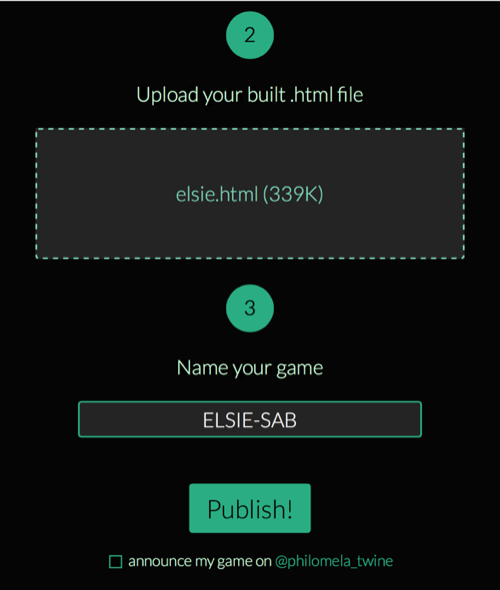 2
Upload your built .html file
elsie.html (339K)
3
Name your game
ELSIE-SAB
Publish!
announce my game on @philomela_twine